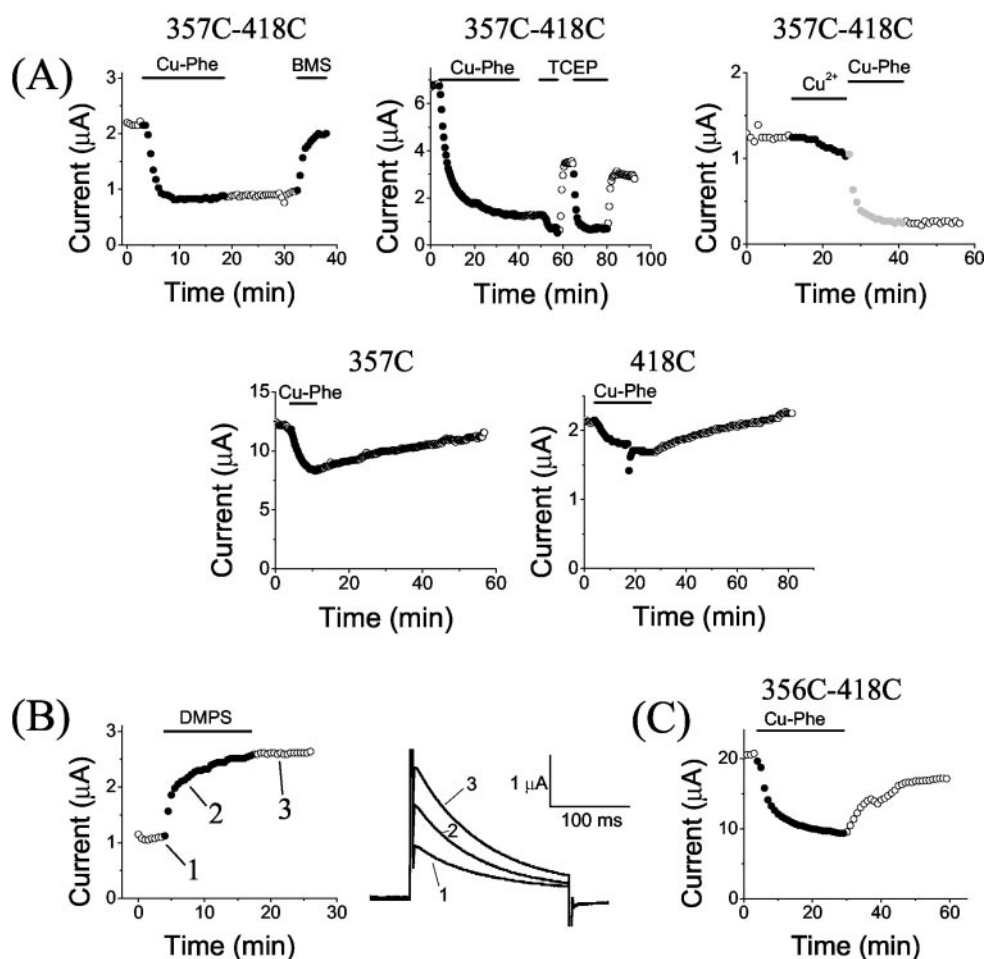 357C-418C 357C-418C 357C-418C
(A)
Cu-Phe BMS
Cu-Phe TCEP
Cu²⁺ Cu-Phe
Current (μA)
3
2
1
0
0 10 20 30 40
Time (min)
Current (μA)
6
4
2
0
0 20 40 60 80 100
Time (min)
Current (μA)
2
1
0
0 20 40 60
Time (min)
357C
Cu-Phe
Current (μA)
15
10
5
0
0 20 40 60
Time (min)
418C
Cu-Phe
Current (μA)
2
1
0
0 20 40 60 80
Time (min)
(B)
DMPS
Current (μA)
3
2
1
0
1
2
3
0 10 20 30
Time (min)
3
2
1
1 μA
100 ms
(C)
356C-418C
Cu-Phe
Current (μA)
20
10
0
0 20 40 60
Time (min)